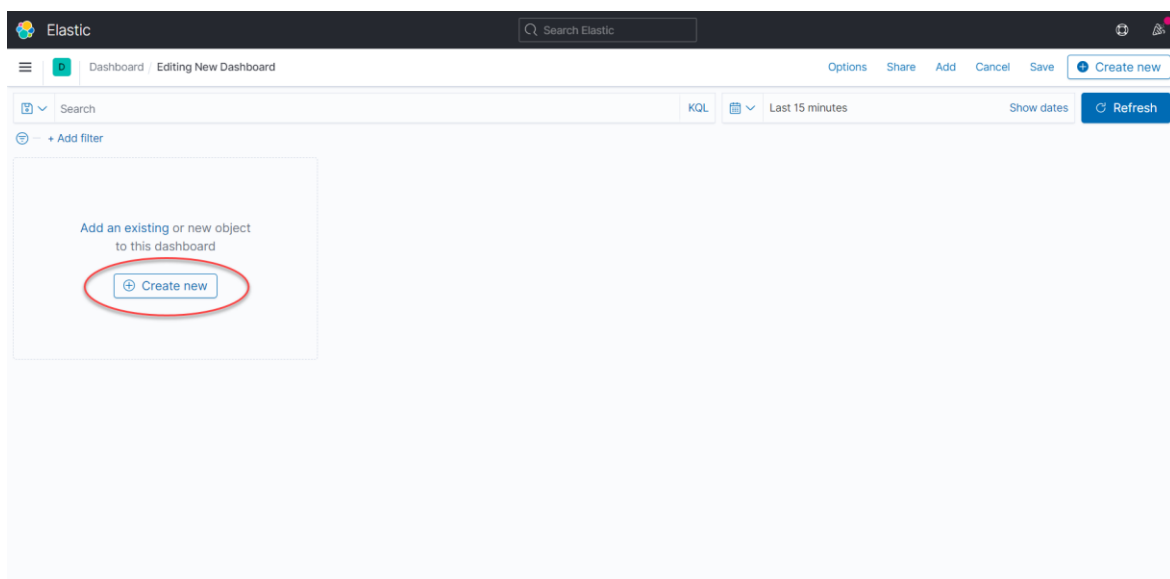 Elastic
Search Elastic
D
Dashboard / Editing New Dashboard
Options Share Add Cancel Save Create new
Search
KQL
Last 15 minutes
Show dates
Refresh
+ Add filter
Add an existing or new object
to this dashboard
Create new